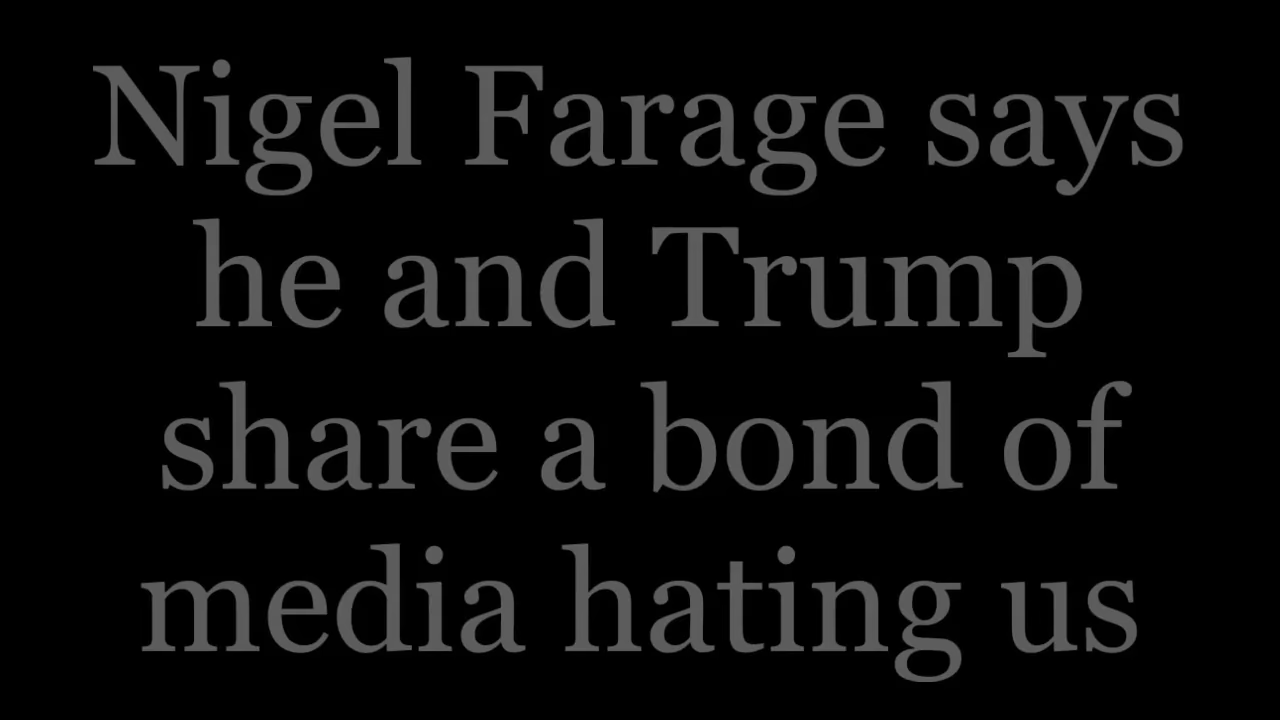 Nigel Farage says
he and Trump
share a bond of
media hating us